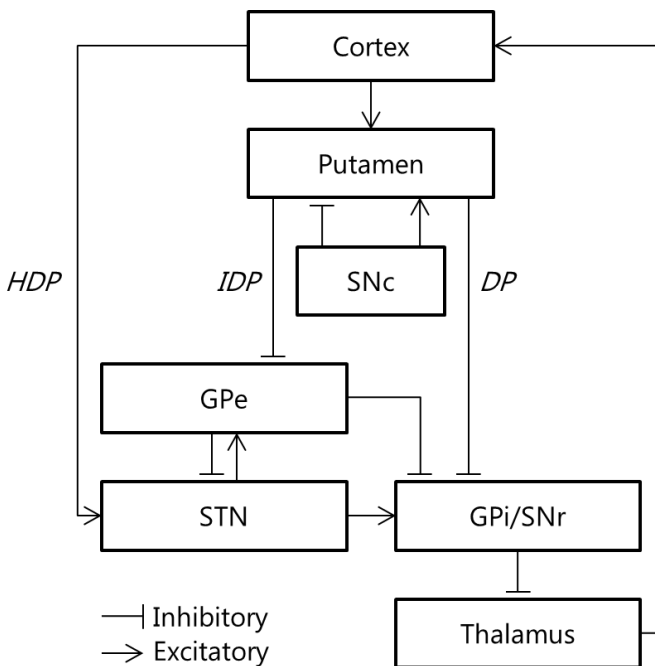 Cortex
Putamen
HDP
IDP
SNc
DP
GPe
STN
GPi/SNr
Inhibitory
Thalamus
Excitatory